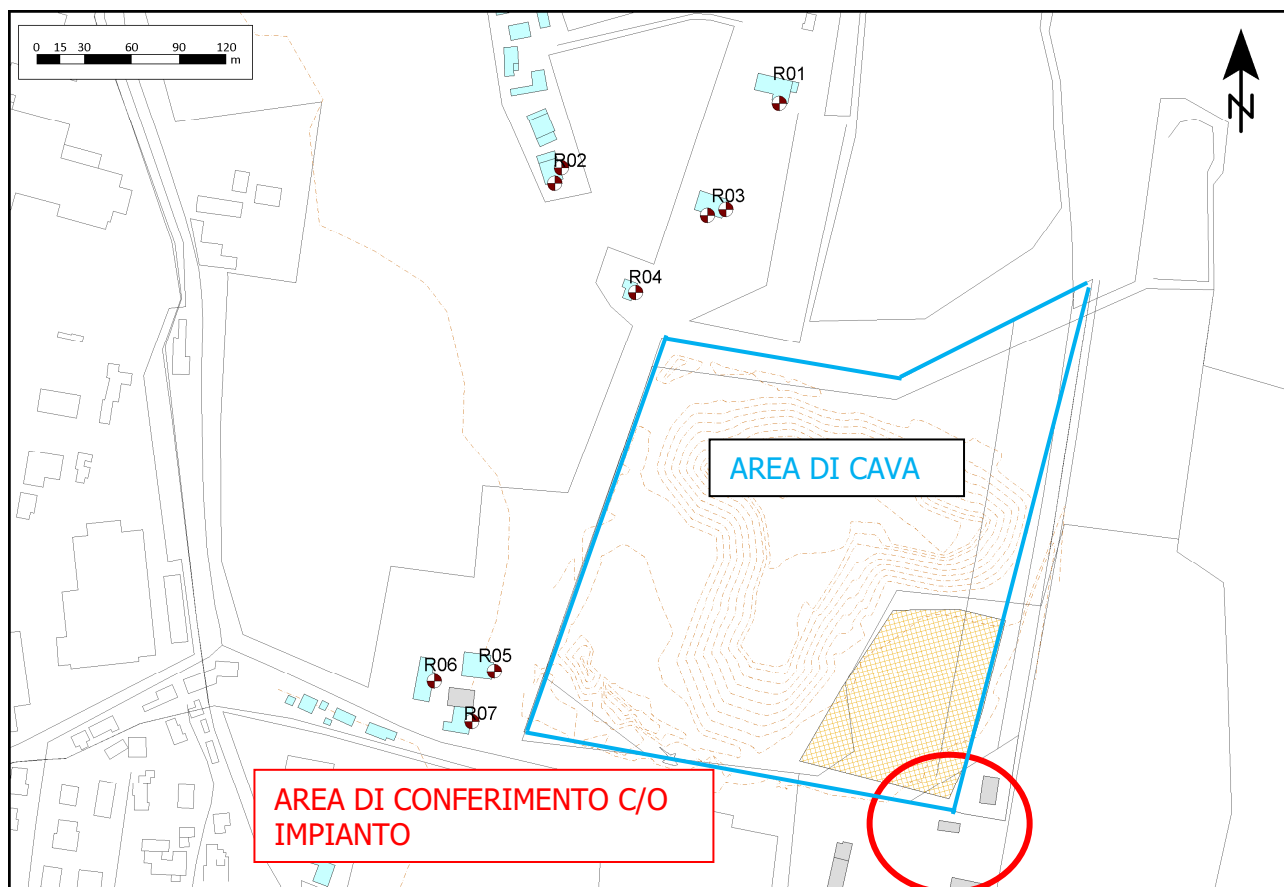 0 15 30 60 90 120
m
N
R01
R02
R03
R04
AREA DI CAVA
R05
R06
R07
AREA DI CONFERIMENTO C/O
IMPIANTO